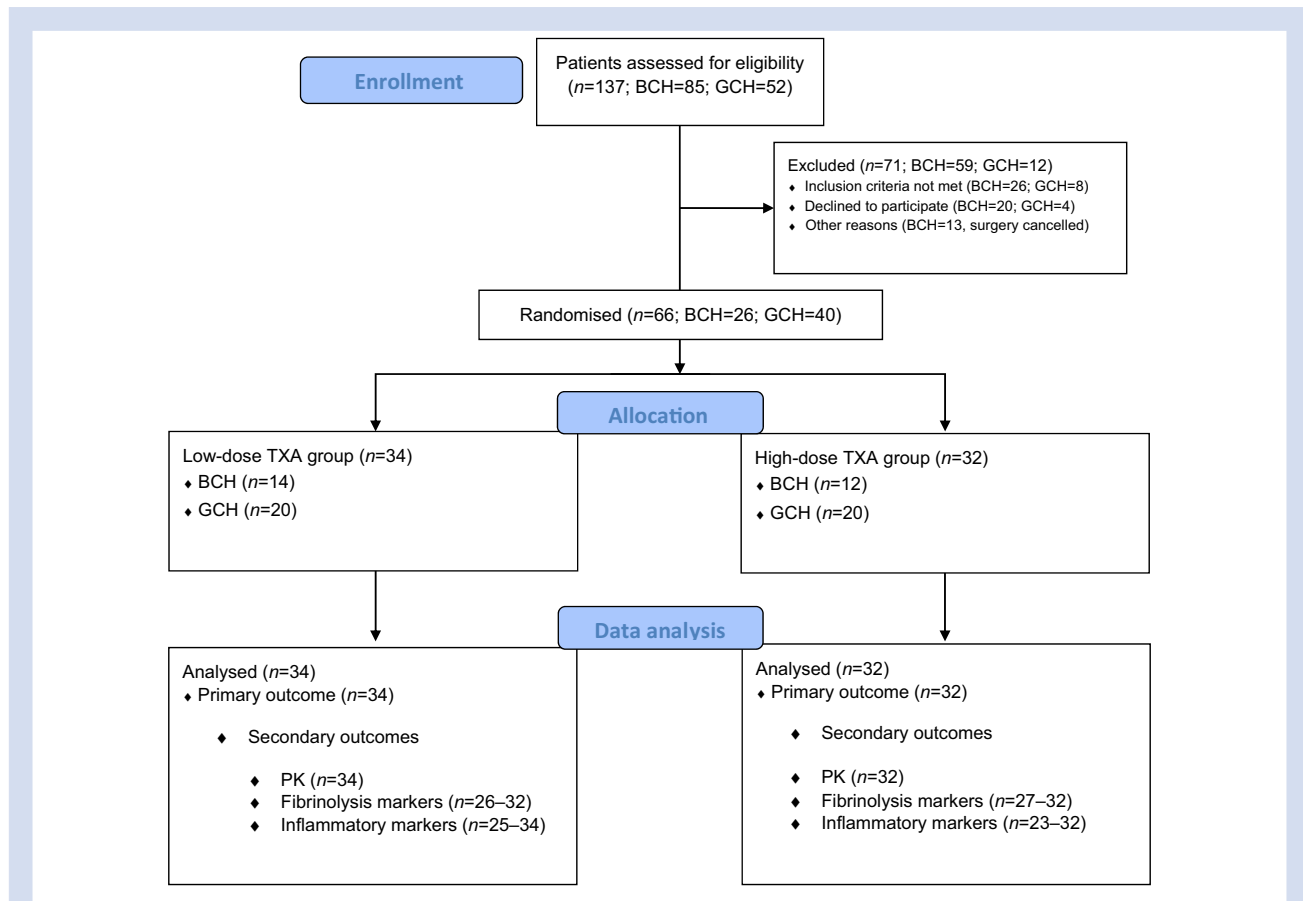 Enrollment
Patients assessed for eligibility
(n=137; BCH=85; GCH=52)
Excluded (n=71; BCH=59; GCH=12)
♦ Inclusion criteria not met (BCH=26; GCH=8)
♦ Declined to participate (BCH=20; GCH=4)
♦ Other reasons (BCH=13, surgery cancelled)
Randomised (n=66; BCH=26; GCH=40)
Allocation
Low-dose TXA group (n=34)
♦ BCH (n=14)
♦ GCH (n=20)
High-dose TXA group (n=32)
♦ BCH (n=12)
♦ GCH (n=20)
Data analysis
Analysed (n=34)
♦ Primary outcome (n=34)
♦ Secondary outcomes
♦ PK (n=34)
♦ Fibrinolysis markers (n=26–32)
♦ Inflammatory markers (n=25–34)
Analysed (n=32)
♦ Primary outcome (n=32)
♦ Secondary outcomes
♦ PK (n=32)
♦ Fibrinolysis markers (n=27–32)
♦ Inflammatory markers (n=23–32)